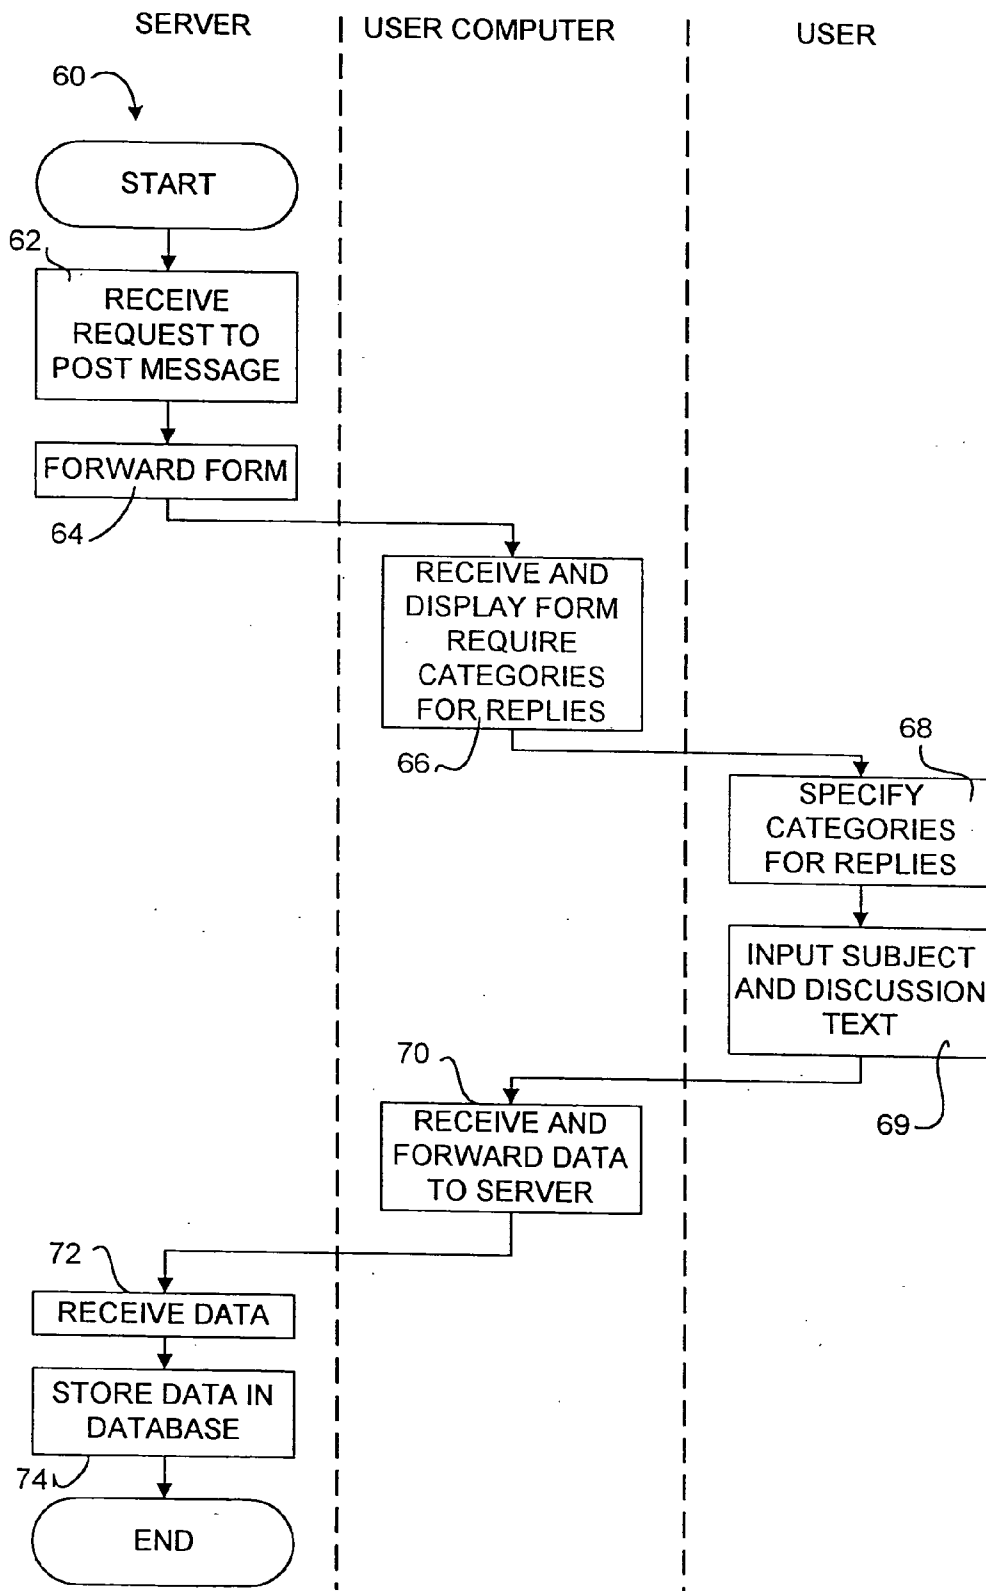 SERVER
USER COMPUTER
USER
60
START
62
RECEIVE
REQUEST TO
POST MESSAGE
FORWARD FORM
64
RECEIVE AND
DISPLAY FORM
REQUIRE
CATEGORIES
FOR REPLIES
66
68
SPECIFY
CATEGORIES
FOR REPLIES
INPUT SUBJECT
AND DISCUSSION
TEXT
69
70
RECEIVE AND
FORWARD DATA
TO SERVER
72
RECEIVE DATA
STORE DATA IN
DATABASE
74
END